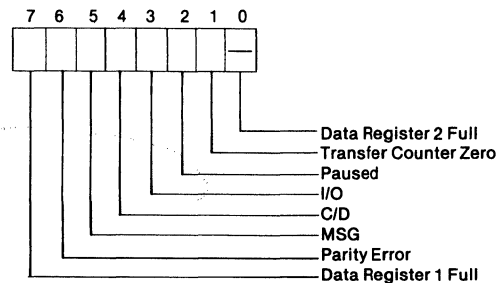 7 6 5 4 3 2 1 0
Data Register 2 Full
Transfer Counter Zero
Paused
I/O
C/D
MSG
Parity Error
Data Register 1 Full